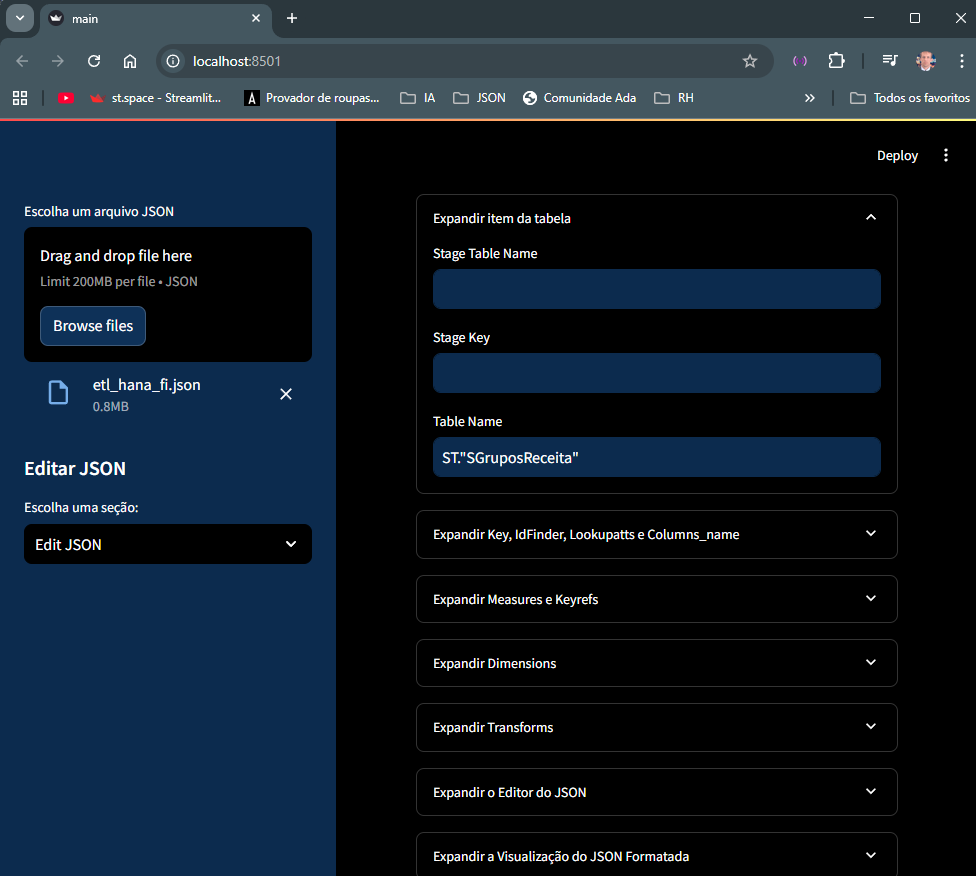 main
localhost:8501
st.space - Streamlit...
Provador de roupas...
IA
JSON
Comunidade Ada
RH
Todos os favoritos
Deploy
Escolha um arquivo JSON
Drag and drop file here
Limit 200MB per file • JSON
Browse files
etl_hana_fi.json
0.8MB
Editar JSON
Escolha uma seção:
Edit JSON
Expandir item da tabela
Stage Table Name
Stage Key
Table Name
ST."SGruposReceita"
Expandir Key, IdFinder, Lookupatts e Columns_name
Expandir Measures e Keyrefs
Expandir Dimensions
Expandir Transforms
Expandir o Editor do JSON
Expandir a Visualização do JSON Formatada